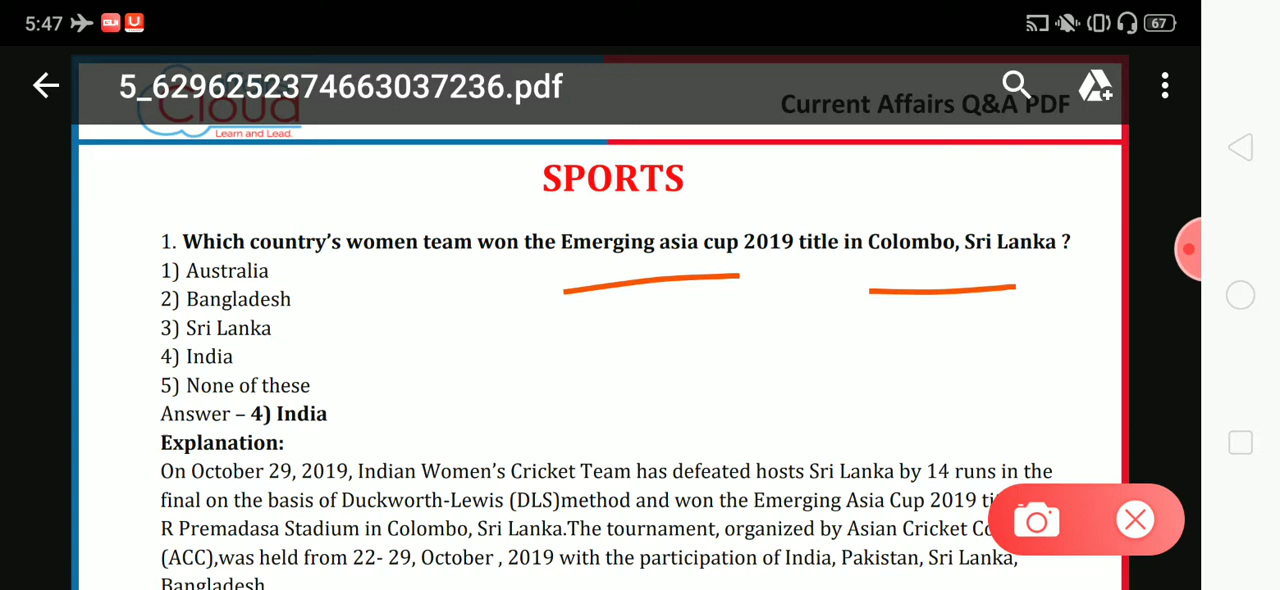 5:47
67
5_6296252374663037236.pdf
Cloud
Learn and Lead.
Current Affairs Q&A PDF
SPORTS
1. Which country's women team won the Emerging asia cup 2019 title in Colombo, Sri Lanka ?
1) Australia
2) Bangladesh
3) Sri Lanka
4) India
5) None of these
Answer – 4) India
Explanation:
On October 29, 2019, Indian Women's Cricket Team has defeated hosts Sri Lanka by 14 runs in the
final on the basis of Duckworth-Lewis (DLS)method and won the Emerging Asia Cup 2019
R Premadasa Stadium in Colombo, Sri Lanka.The tournament, organized by Asian Cricket
(ACC),was held from 22- 29, October , 2019 with the participation of India, Pakistan, Sri Lanka,
Bangladesh